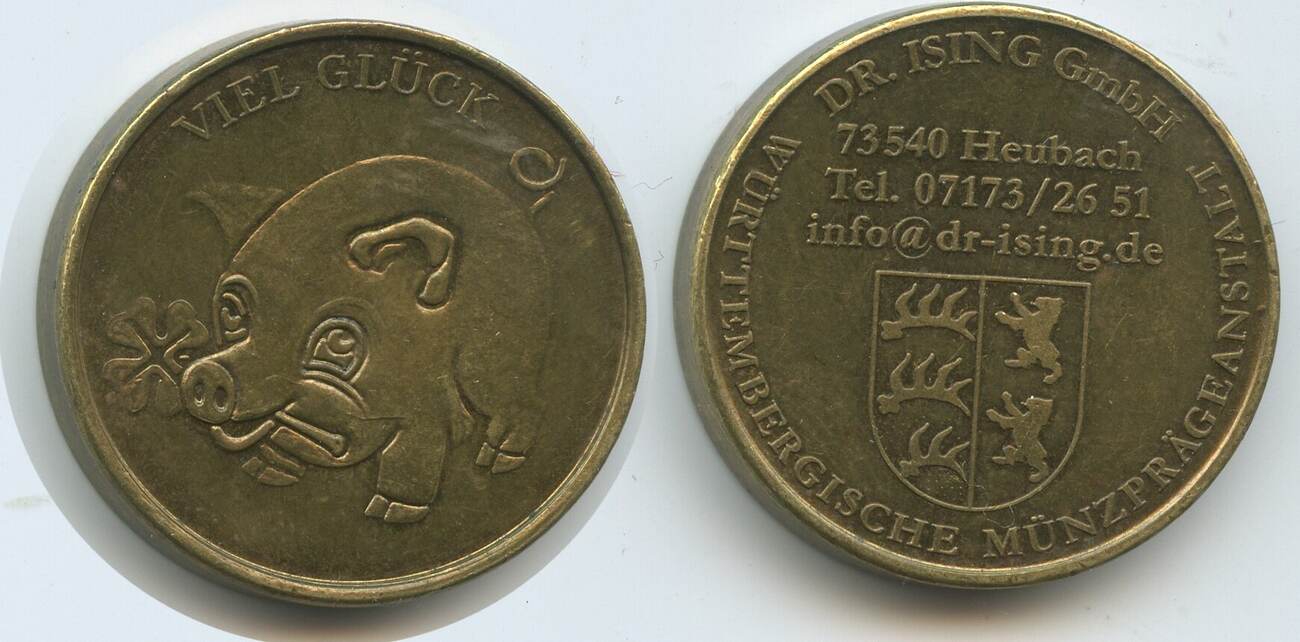 VIEL GLÜCK
DR. ISING GmbH
73540 Heubach
Tel. 07173/26 51
info@dr-ising.de
WÜRTTEMBERGISCHE MÜNZPRÄGEANSTALT